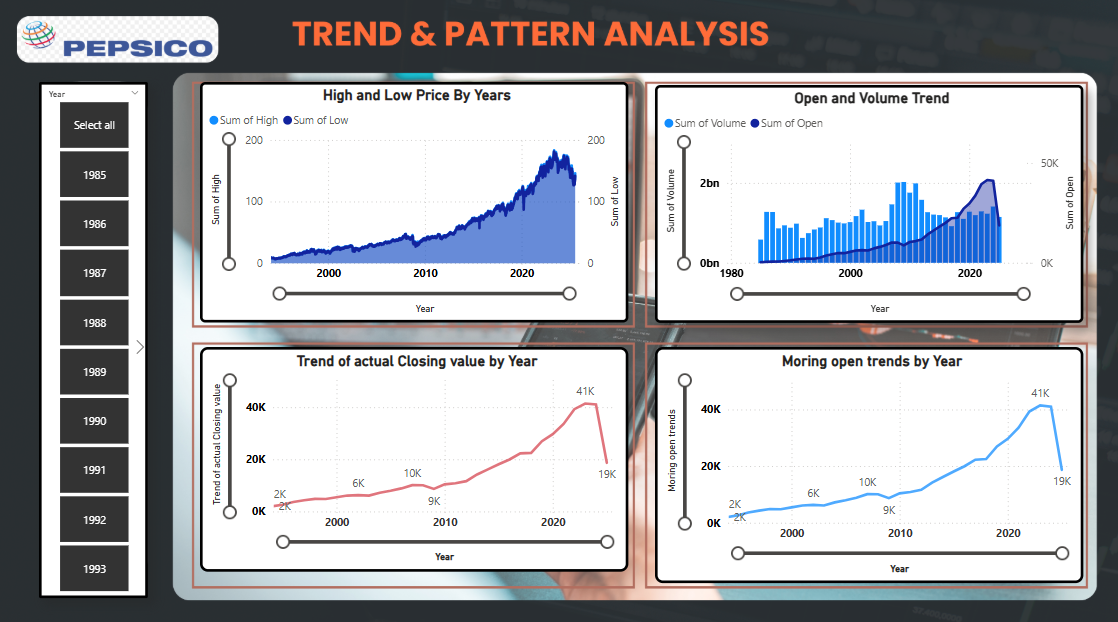 PEPSICO
TREND & PATTERN ANALYSIS
Year
Select all
1985
1986
1987
1988
1989
1990
1991
1992
1993
High and Low Price By Years
Sum of High Sum of Low
Sum of High
200
100
0
200
100
0
Sum of Low
2000 2010 2020
Year
Open and Volume Trend
Sum of Volume Sum of Open
Sum of Volume
2bn
0bn
50K
0K
Sum of Open
1980 2000 2020
Year
Trend of actual Closing value by Year
Trend of actual Closing value
40K
20K
0K
2K
2K
6K
10K
9K
41K
19K
2000 2010 2020
Year
Moring open trends by Year
Moring open trends
40K
20K
0K
2K
2K
6K
10K
9K
41K
19K
2000 2010 2020
Year